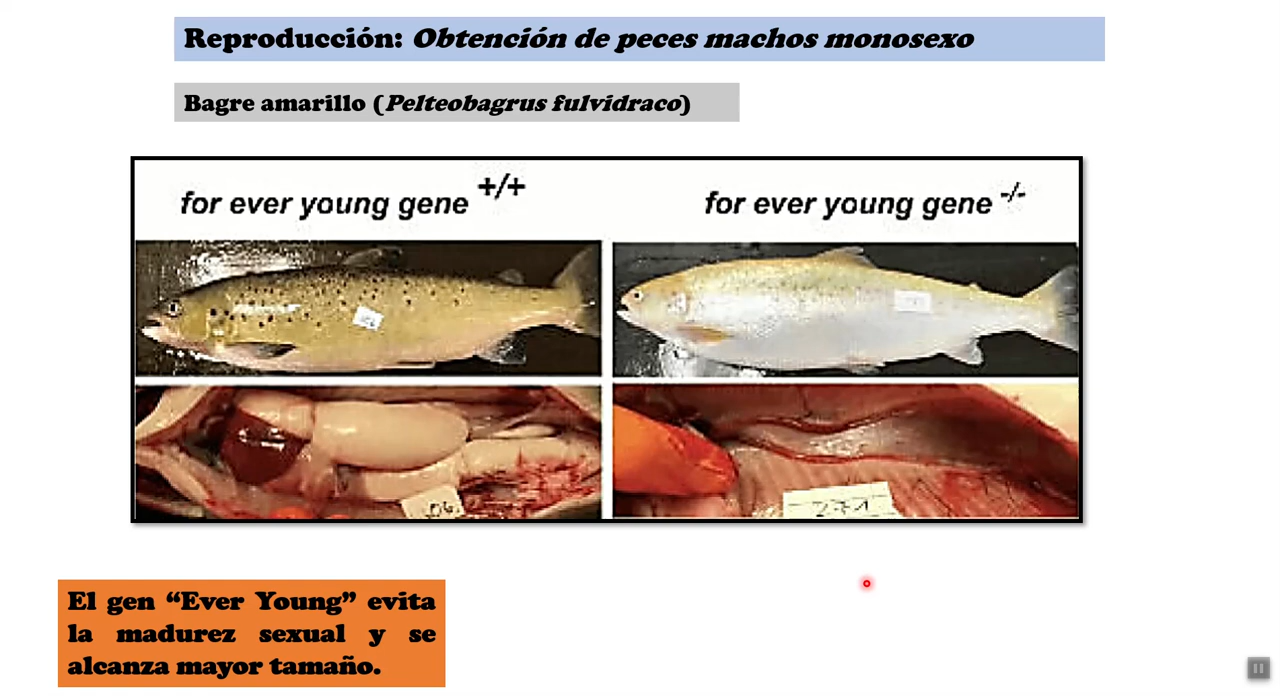 Reproducción: Obtención de peces machos monosexo
Bagre amarillo (Pelteobagrus fulvidraco)
for ever young gene +/+
for ever young gene -/-
El gen “Ever Young” evita
la madurez sexual y se
alcanza mayor tamaño.